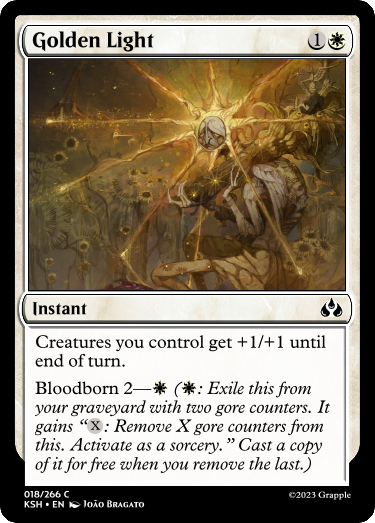 Golden Light 1
Instant
Creatures you control get +1/+1 until
end of turn.
Bloodborn 2— (: Exile this from
your graveyard with two gore counters. It
gains “X: Remove X gore counters from
this. Activate as a sorcery.” Cast a copy
of it for free when you remove the last.)
018/266 C
KSH • EN João Bragato
©2023 Grapple